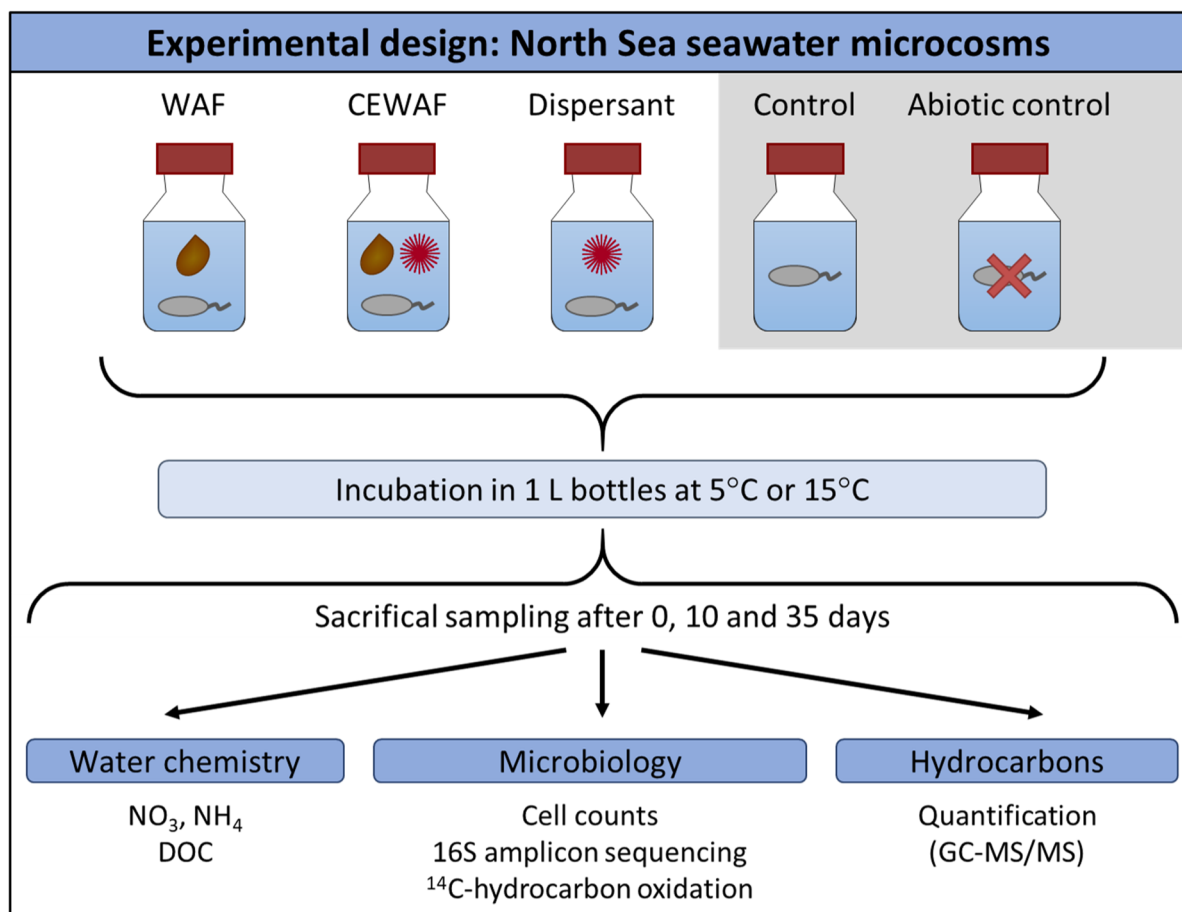 Experimental design: North Sea seawater microcosms
WAF CEWAF Dispersant Control Abiotic control
Incubation in 1 L bottles at 5°C or 15°C
Sacrifical sampling after 0, 10 and 35 days
Water chemistry
NO₃, NH₄
DOC
Microbiology
Cell counts
16S amplicon sequencing
¹⁴C-hydrocarbon oxidation
Hydrocarbons
Quantification
(GC-MS/MS)